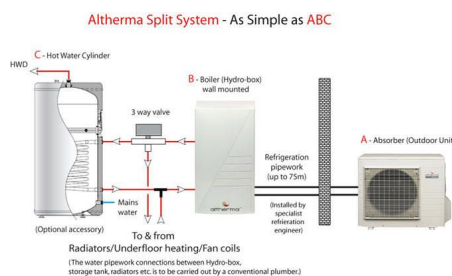 Altherma Split System - As Simple as ABC
C - Hot Water Cylinder
HWD
B - Boiler (Hydro-box)
wall mounted
3 way valve
A - Absorber (Outdoor Unit
Refrigeration
pipework
(up to 75m)
altherma
Mains
water
(Installed by
specialist
refrieration
engineer)
(Optional accessory)
To & from
Radiators/Underfloor heating/Fan coils
(The water pipework connections between Hydro-box,
storage tank, radiators etc. is to be carried out by a conventional plumber.)